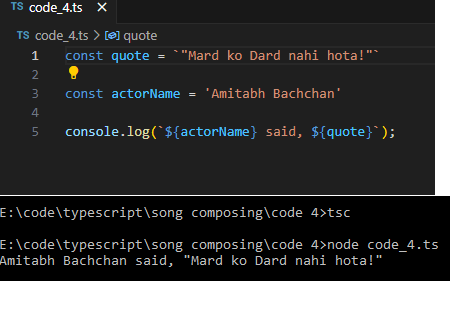 TS code_4.ts ×
TS code_4.ts > quote
1 const quote = `"Mard ko Dard nahi hota!"`
2
3 const actorName = 'Amitabh Bachchan'
4
5 console.log(`${actorName} said, ${quote}`);
E:\code\typescript\song composing\code 4>tsc
E:\code\typescript\song composing\code 4>node code_4.ts
Amitabh Bachchan said, "Mard ko Dard nahi hota!"